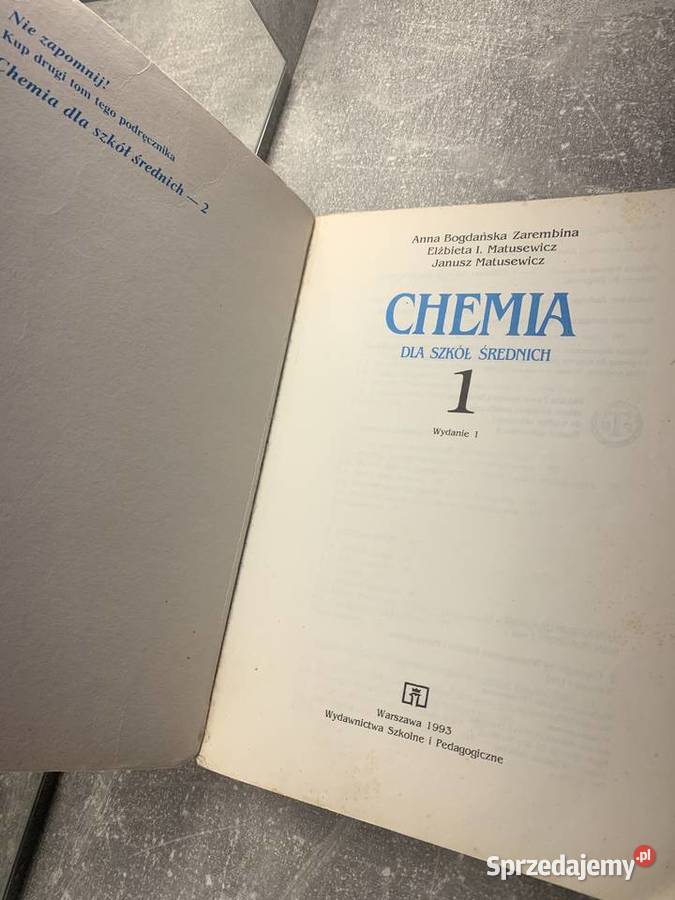 Nie zapomnij!
Kup drugi tom tego podręcznika
Chemia dla szkół średnich — 2
Anna Bogdańska Zarembina
Elżbieta I. Matusewicz
Janusz Matusewicz
CHEMIA
DLA SZKÓŁ ŚREDNICH
1
Wydanie 1
Warszawa 1993
Wydawnictwa Szkolne i Pedagogiczne
Sprzedajemy.pl